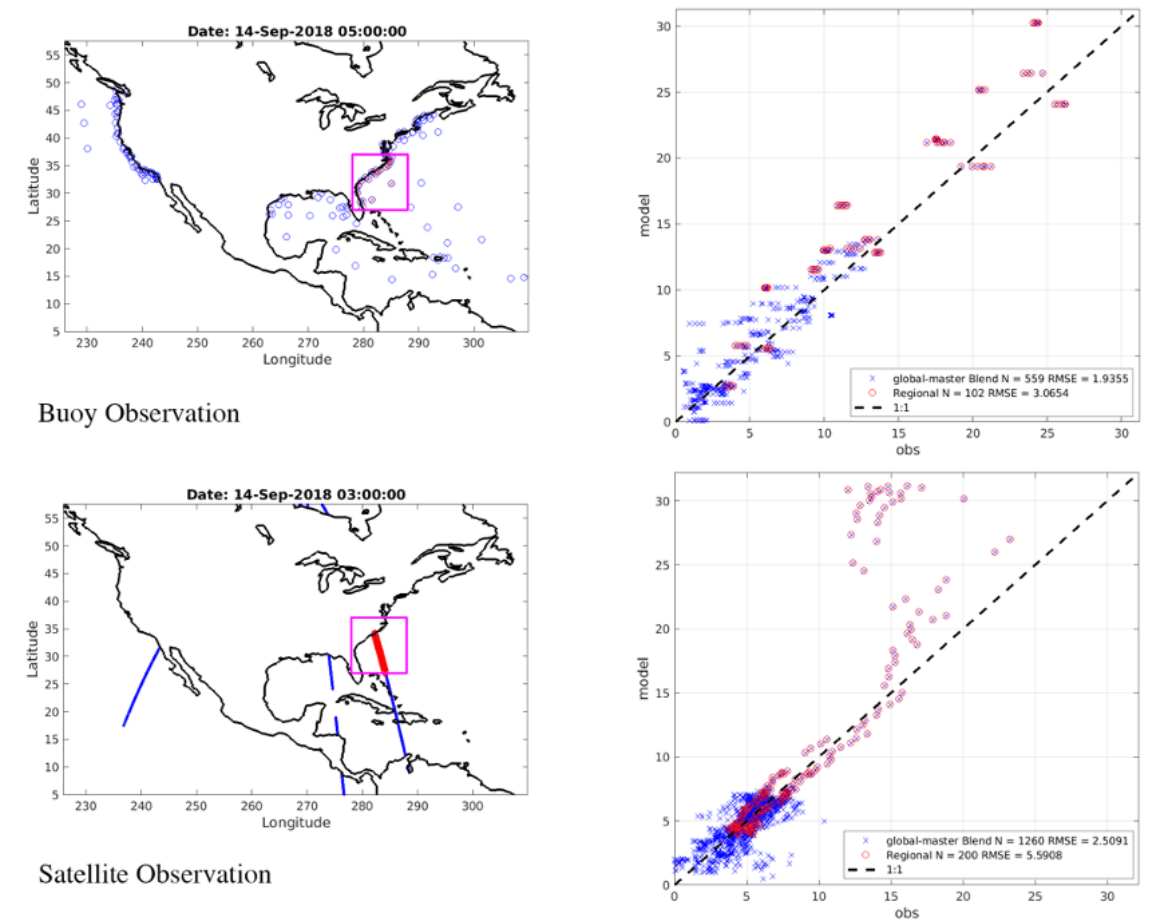 Date: 14-Sep-2018 05:00:00
55
50
45
40
35
30
25
20
15
10
5
Latitude
230 240 250 260 270 280 290 300
Longitude
Buoy Observation
30
25
20
15
10
5
0
model
0 5 10 15 20 25 30
obs
global-master Blend N = 559 RMSE = 1.9355
Regional N = 102 RMSE = 3.0654
1:1
Date: 14-Sep-2018 03:00:00
55
50
45
40
35
30
25
20
15
10
5
Latitude
230 240 250 260 270 280 290 300
Longitude
Satellite Observation
30
25
20
15
10
5
0
model
0 5 10 15 20 25 30
obs
global-master Blend N = 1260 RMSE = 2.5091
Regional N = 200 RMSE = 5.5908
1:1